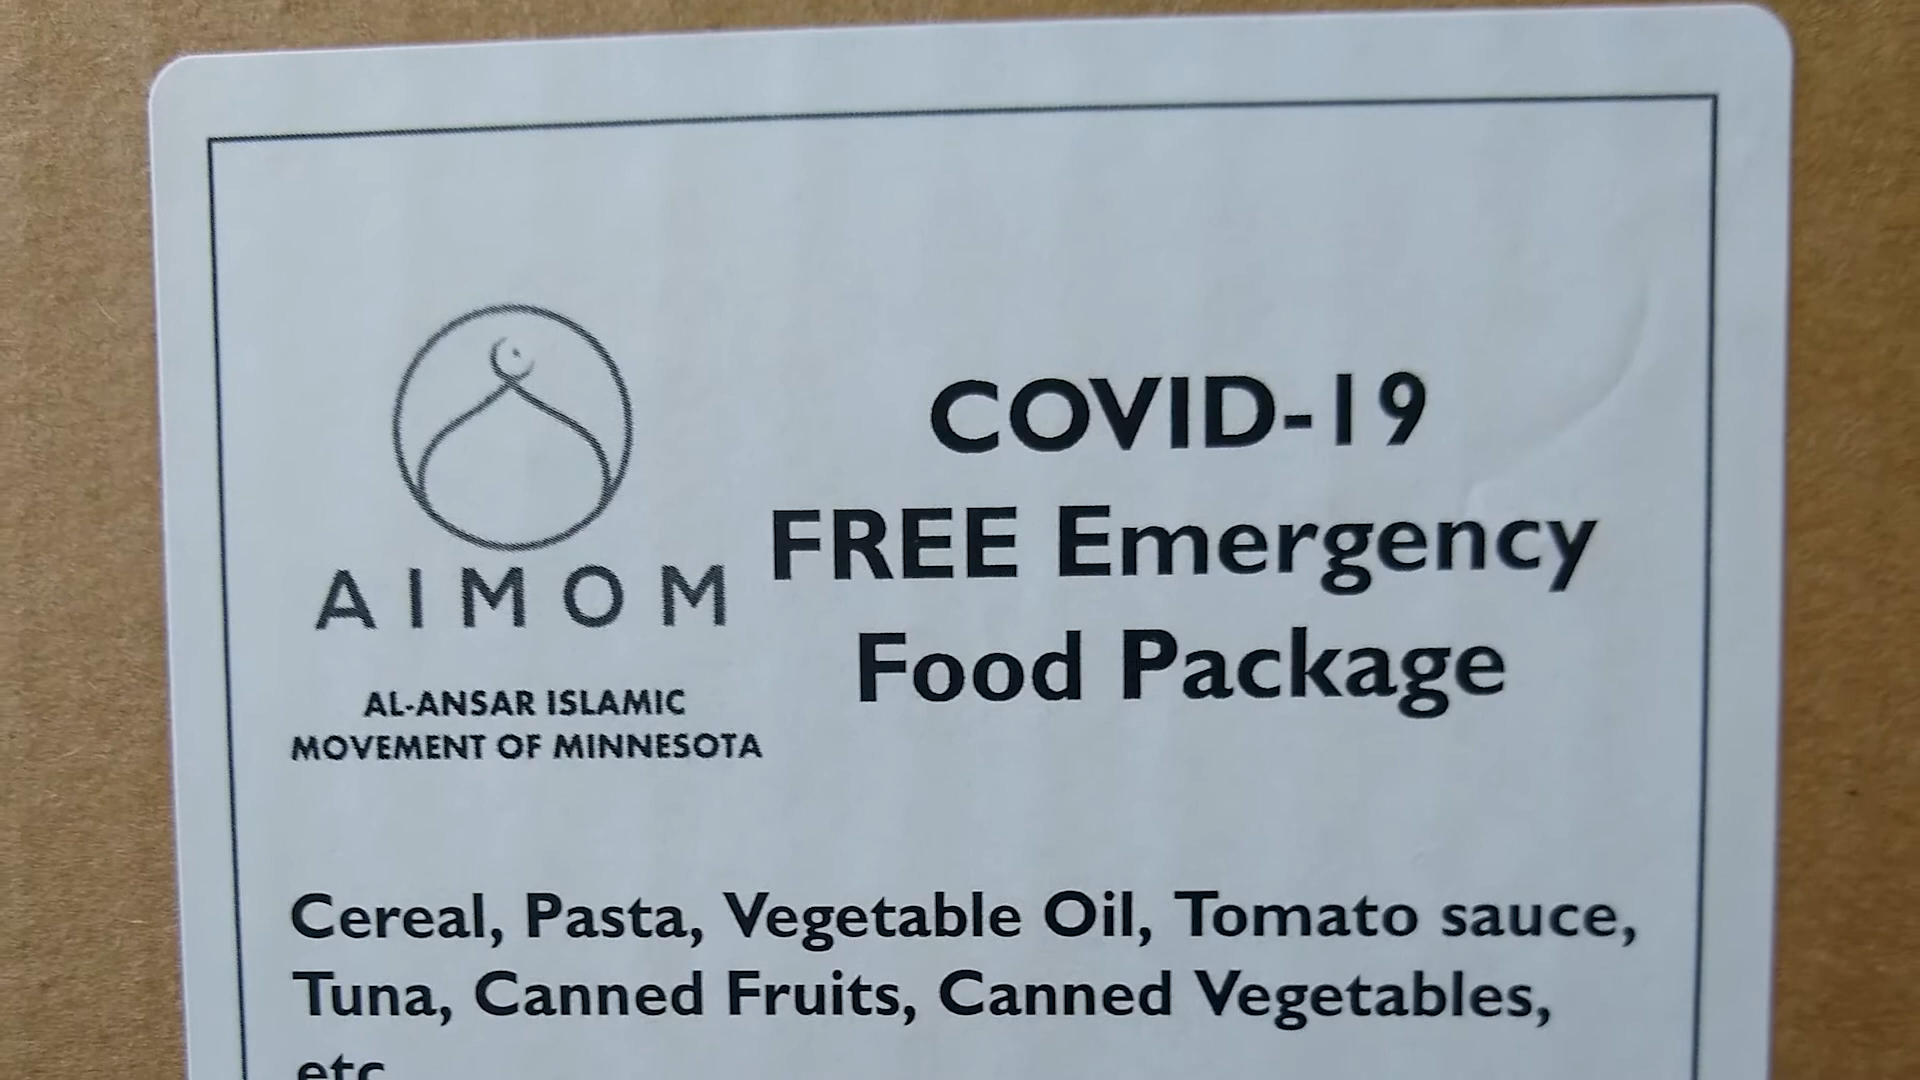 AIMOM
AL-ANSAR ISLAMIC
MOVEMENT OF MINNESOTA
COVID-19
FREE Emergency
Food Package
Cereal, Pasta, Vegetable Oil, Tomato sauce,
Tuna, Canned Fruits, Canned Vegetables,
etc